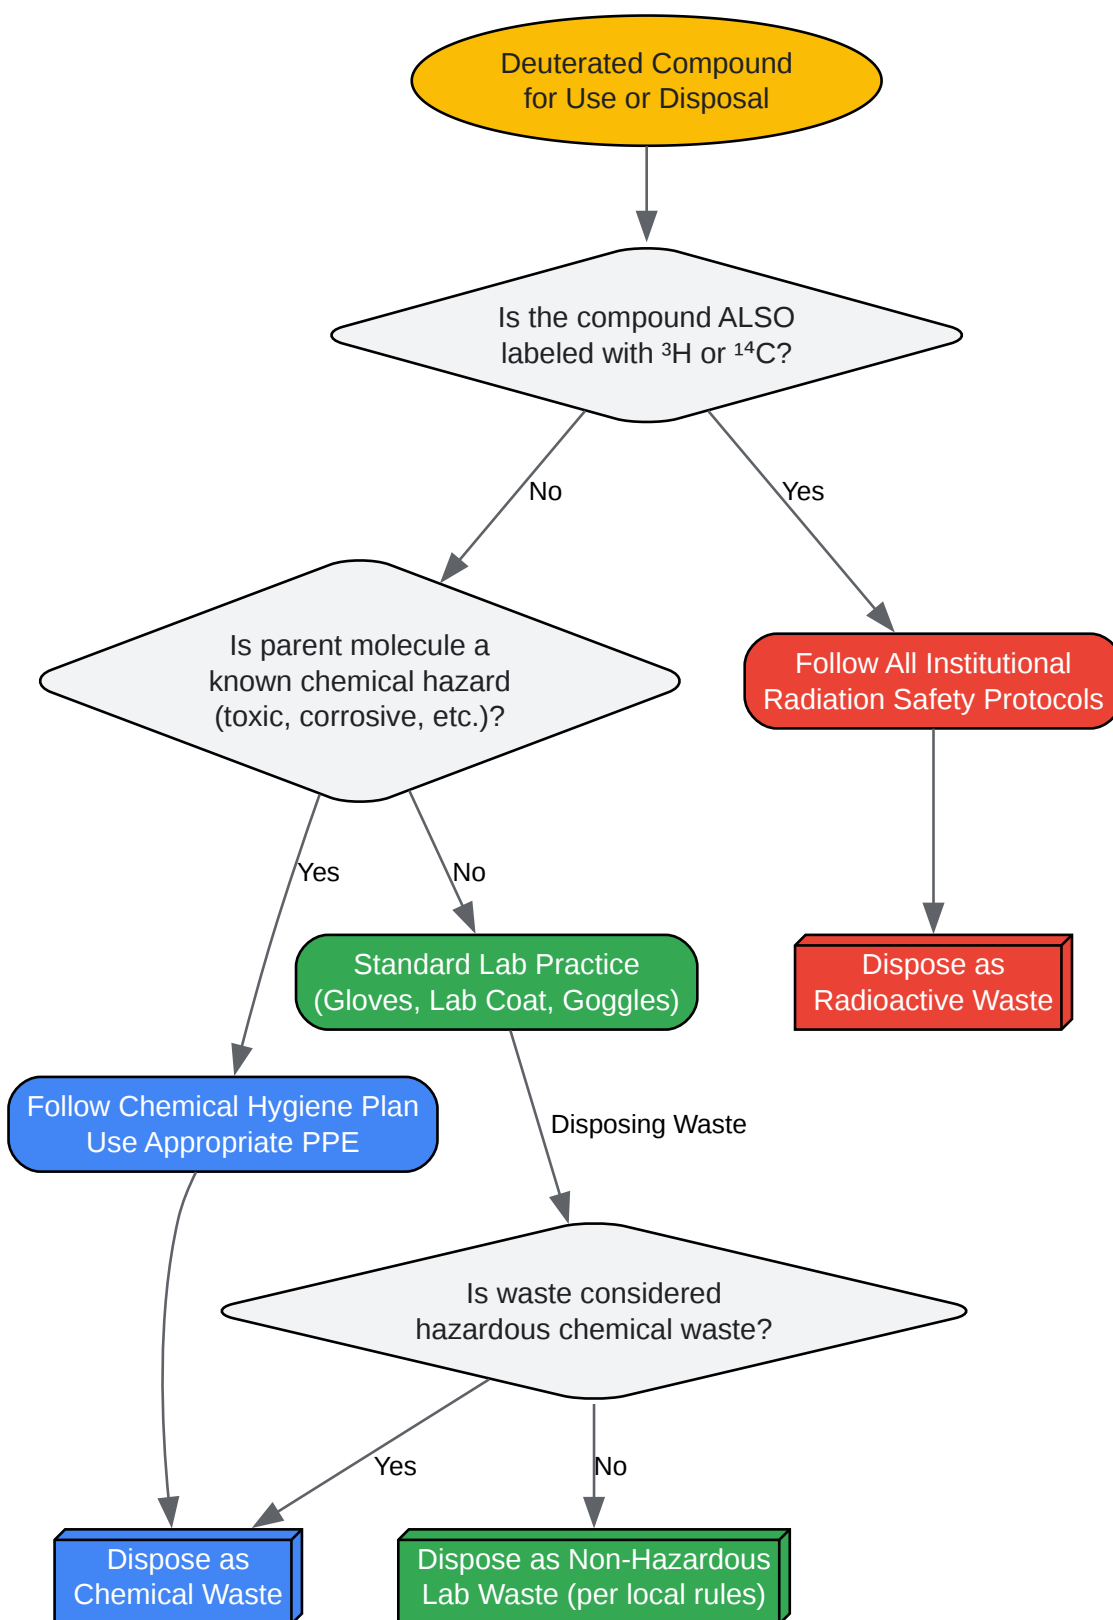 Deuterated Compound
for Use or Disposal
Is the compound ALSO
labeled with ³H or ¹⁴C?
No
Yes
Is parent molecule a
known chemical hazard
(toxic, corrosive, etc.)?
Follow All Institutional
Radiation Safety Protocols
Yes
No
Standard Lab Practice
(Gloves, Lab Coat, Goggles)
Dispose as
Radioactive Waste
Follow Chemical Hygiene Plan
Use Appropriate PPE
Disposing Waste
Is waste considered
hazardous chemical waste?
Yes
No
Dispose as
Chemical Waste
Dispose as Non-Hazardous
Lab Waste (per local rules)